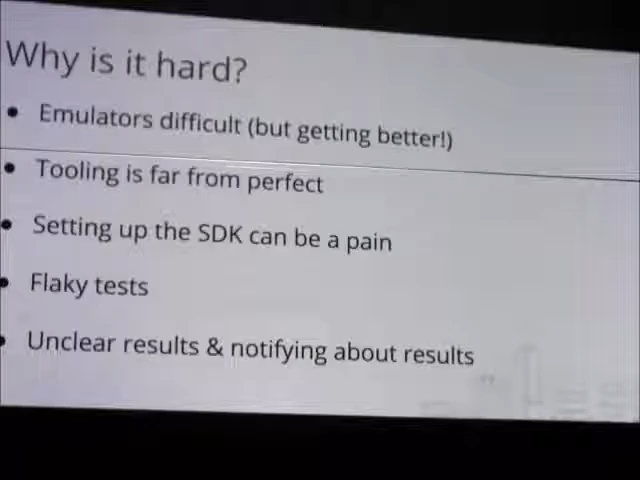 Why is it hard?
• Emulators difficult (but getting better!)
• Tooling is far from perfect
• Setting up the SDK can be a pain
• Flaky tests
• Unclear results & notifying about results